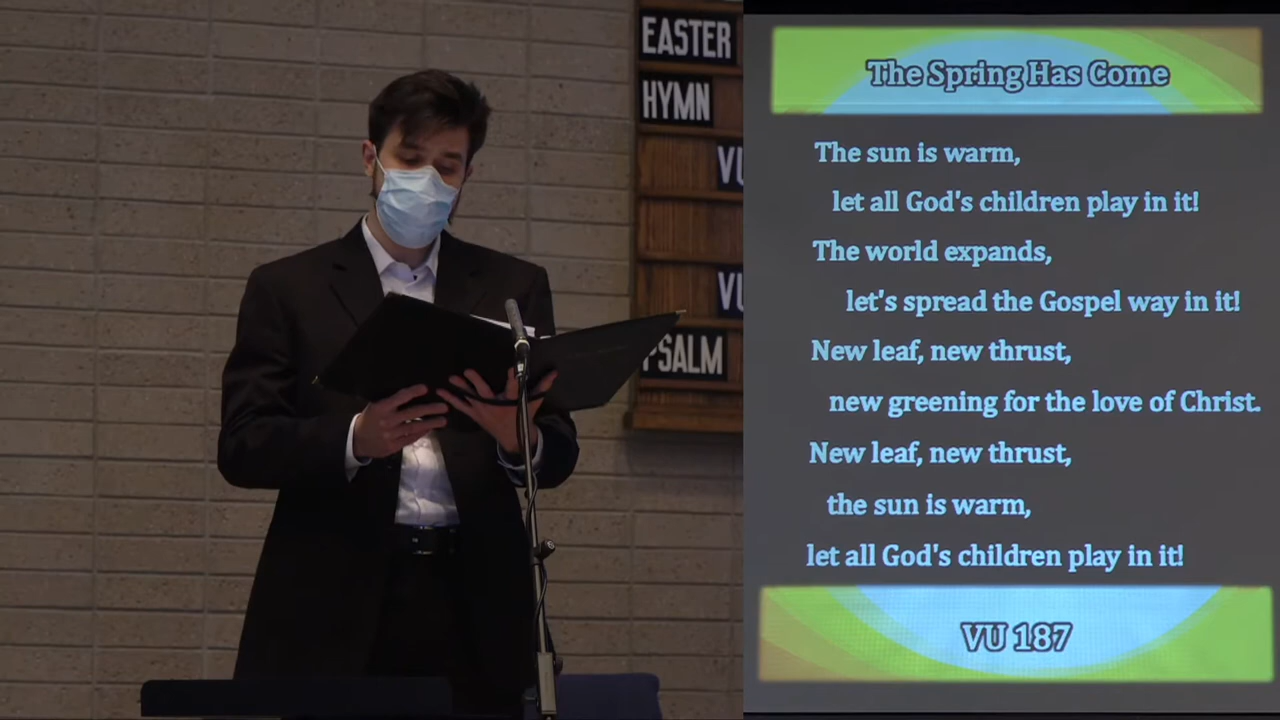 EASTER
HYMN
VU
VU
PSALM
The Spring Has Come
The sun is warm,
let all God's children play in it!
The world expands,
let's spread the Gospel way in it!
New leaf, new thrust,
new greening for the love of Christ.
New leaf, new thrust,
the sun is warm,
let all God's children play in it!
VU 187